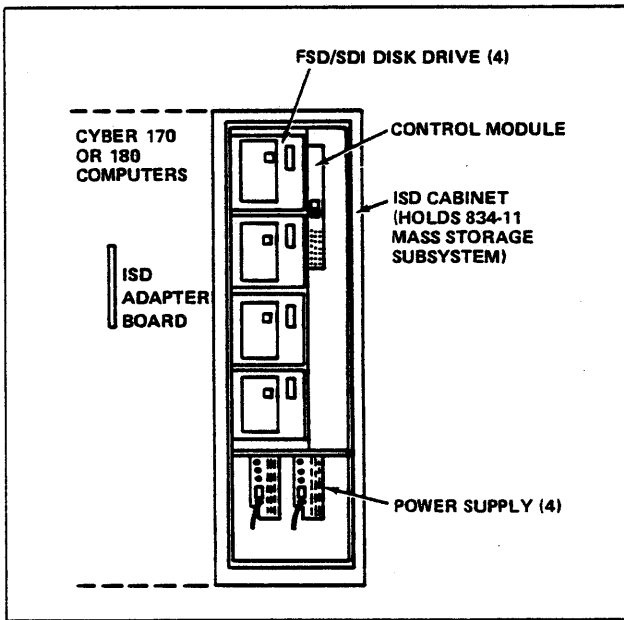 FSD/SDI DISK DRIVE (4)
CYBER 170
OR 180
COMPUTERS
CONTROL MODULE
ISD CABINET
(HOLDS 834-11
MASS STORAGE
SUBSYSTEM)
ISD
ADAPTER
BOARD
POWER SUPPLY (4)